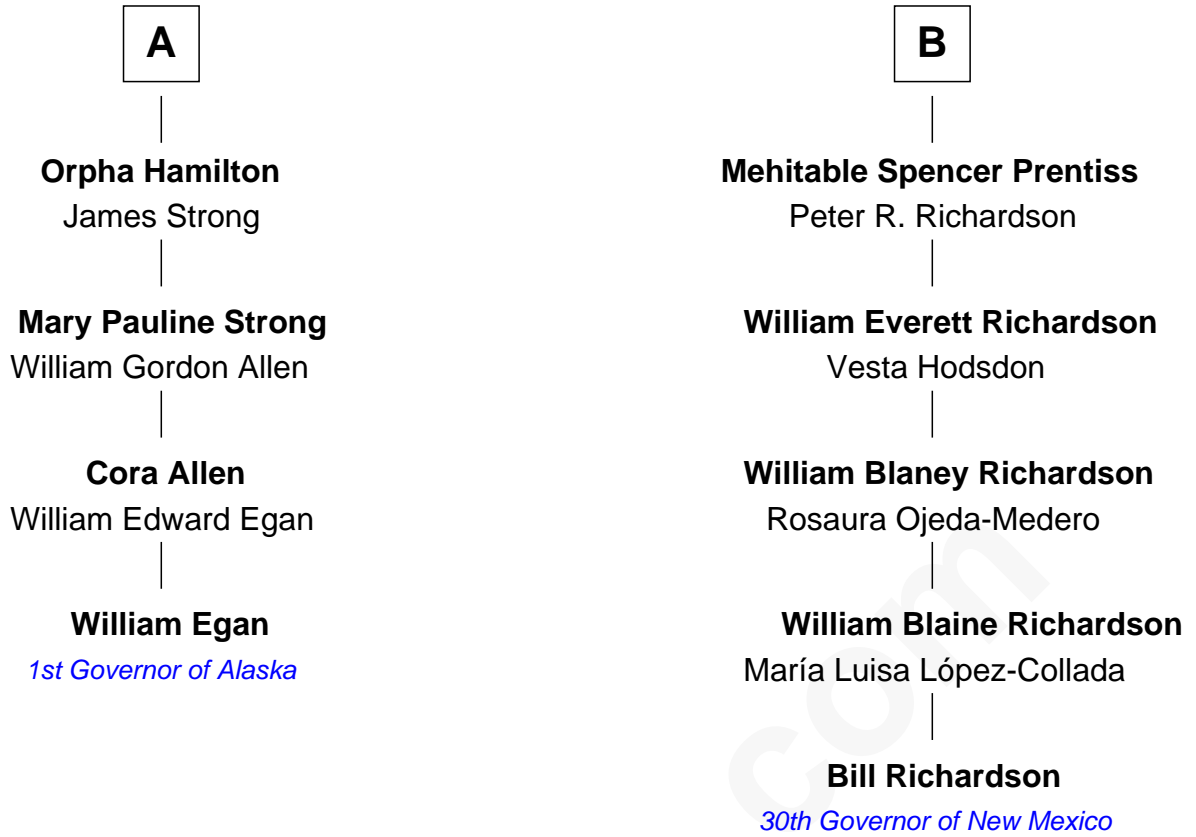 A
Orpha Hamilton
James Strong
Mary Pauline Strong
William Gordon Allen
Cora Allen
William Edward Egan
William Egan
1st Governor of Alaska
B
Mehitable Spencer Prentiss
Peter R. Richardson
William Everett Richardson
Vesta Hodsdon
William Blaney Richardson
Rosaura Ojeda-Medero
William Blaine Richardson
María Luisa López-Collada
Bill Richardson
30th Governor of New Mexico
com